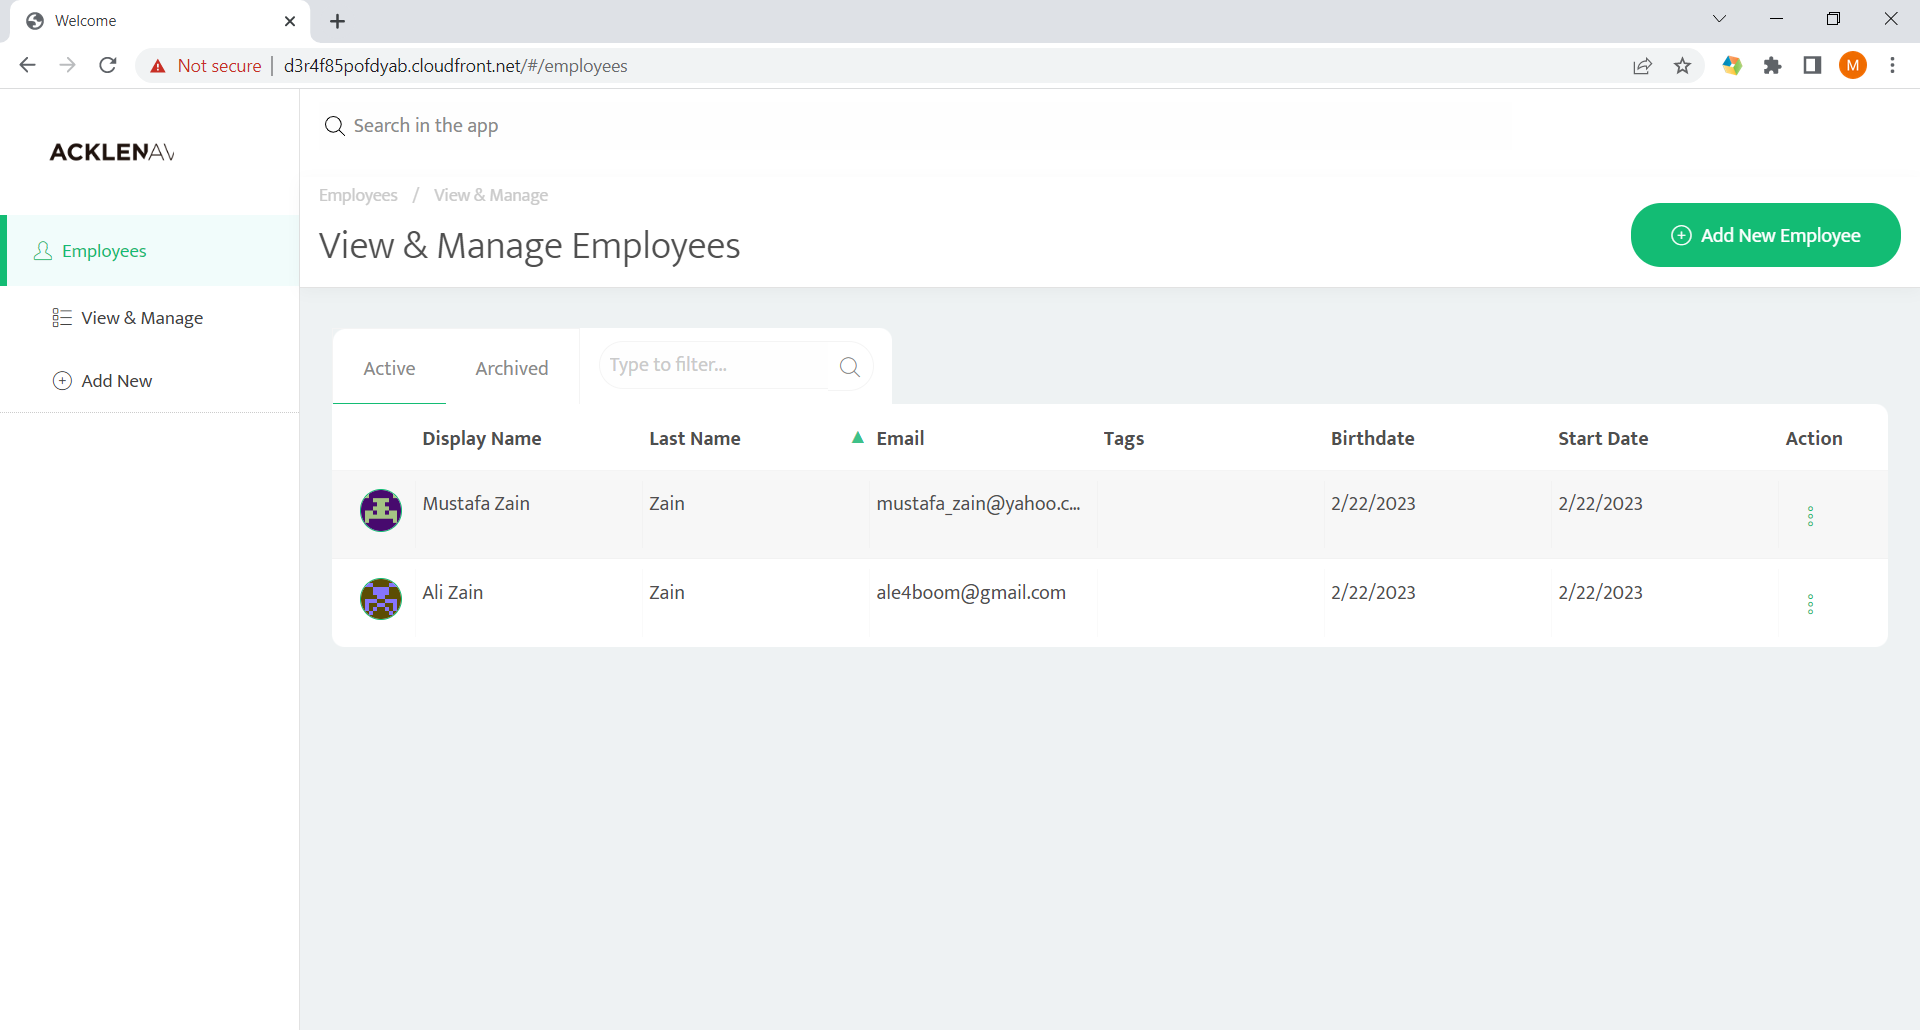 Welcome
Not secure | d3r4f85pofdyab.cloudfront.net/#/employees
M
ACKLENAV
Search in the app
Employees / View & Manage
View & Manage Employees
Add New Employee
Employees
View & Manage
Add New
Active Archived Type to filter...
Display Name Last Name Email Tags Birthdate Start Date Action
Mustafa Zain Zain mustafa_zain@yahoo.c... 2/22/2023 2/22/2023
Ali Zain Zain ale4boom@gmail.com 2/22/2023 2/22/2023